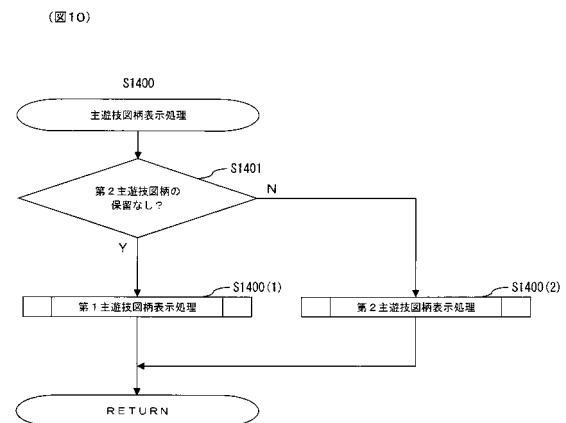 (図10)
S1400
主遊技図柄表示処理
S1401
第2主遊技図柄の
保留なし?
N
Y
S1400(1)
第1主遊技図柄表示処理
S1400(2)
第2主遊技図柄表示処理
RETURN